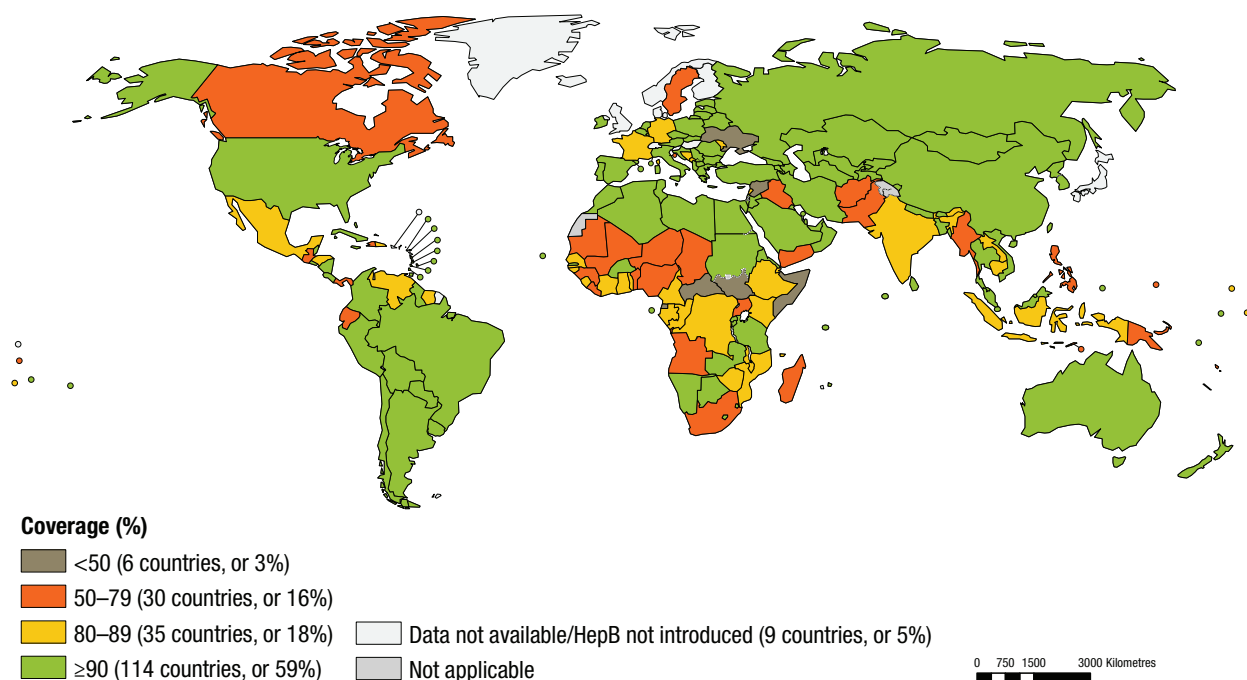 Coverage (%)
<50 (6 countries, or 3%)
50–79 (30 countries, or 16%)
80–89 (35 countries, or 18%)
≥90 (114 countries, or 59%)
Data not available/HepB not introduced (9 countries, or 5%)
Not applicable
0 750 1500 3000 Kilometres